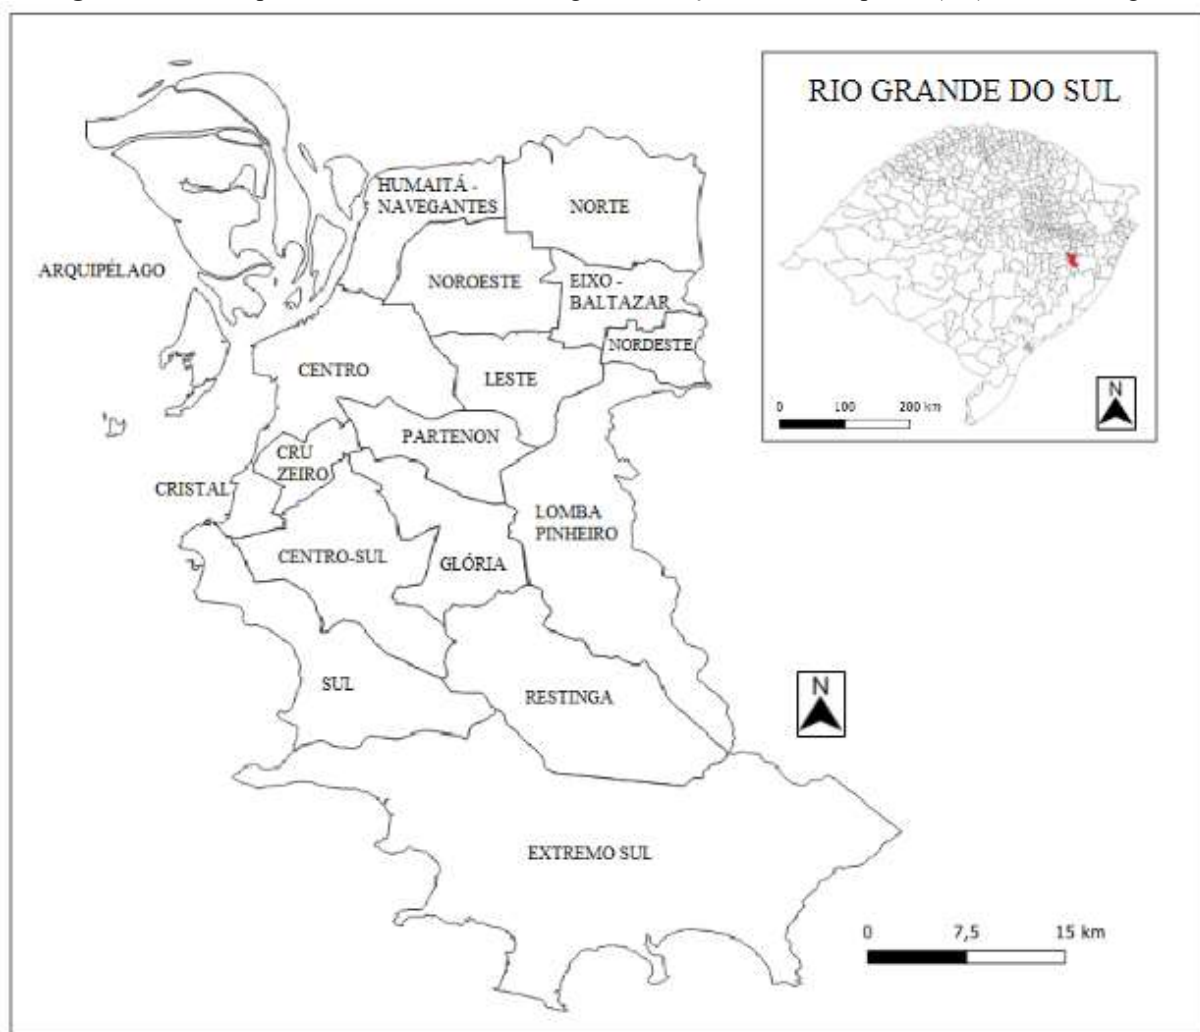 RIO GRANDE DO SUL
N
0 100 200 km
HUMAITÁ -
NAVEGANTES
NORTE
ARQUIPÉLAGO
NOROESTE
EIXO -
BALTAZAR
NORDESTE
CENTRO
LESTE
PARTENON
CRU
ZEIRO
CRISTAL
LOMBA
PINHEIRO
CENTRO-SUL
GLÓRIA
SUL
RESTINGA
N
EXTREMO SUL
0 7,5 15 km